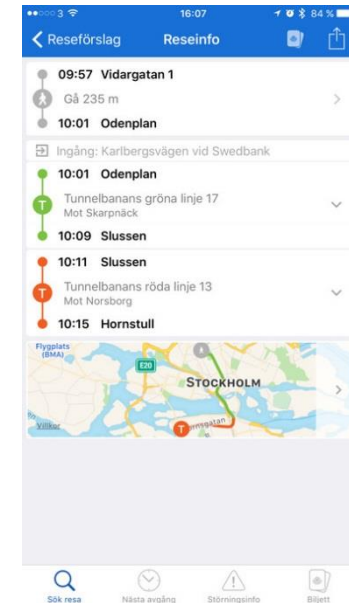 3 16:07 84 %
Reseförslag Reseinfo
09:57 Vidargatan 1
Gå 235 m
10:01 Odenplan
Ingång: Karlbergsvägen vid Swedbank
10:01 Odenplan
T Tunnelbanans gröna linje 17
Mot Skarpnäck
10:09 Slussen
10:11 Slussen
T Tunnelbanans röda linje 13
Mot Norsborg
10:15 Hornstull
Flygplats
(BMA)
E20
STOCKHOLM
T
Villkor
Sök resa Nästa avgång Störningsinfo Biljett